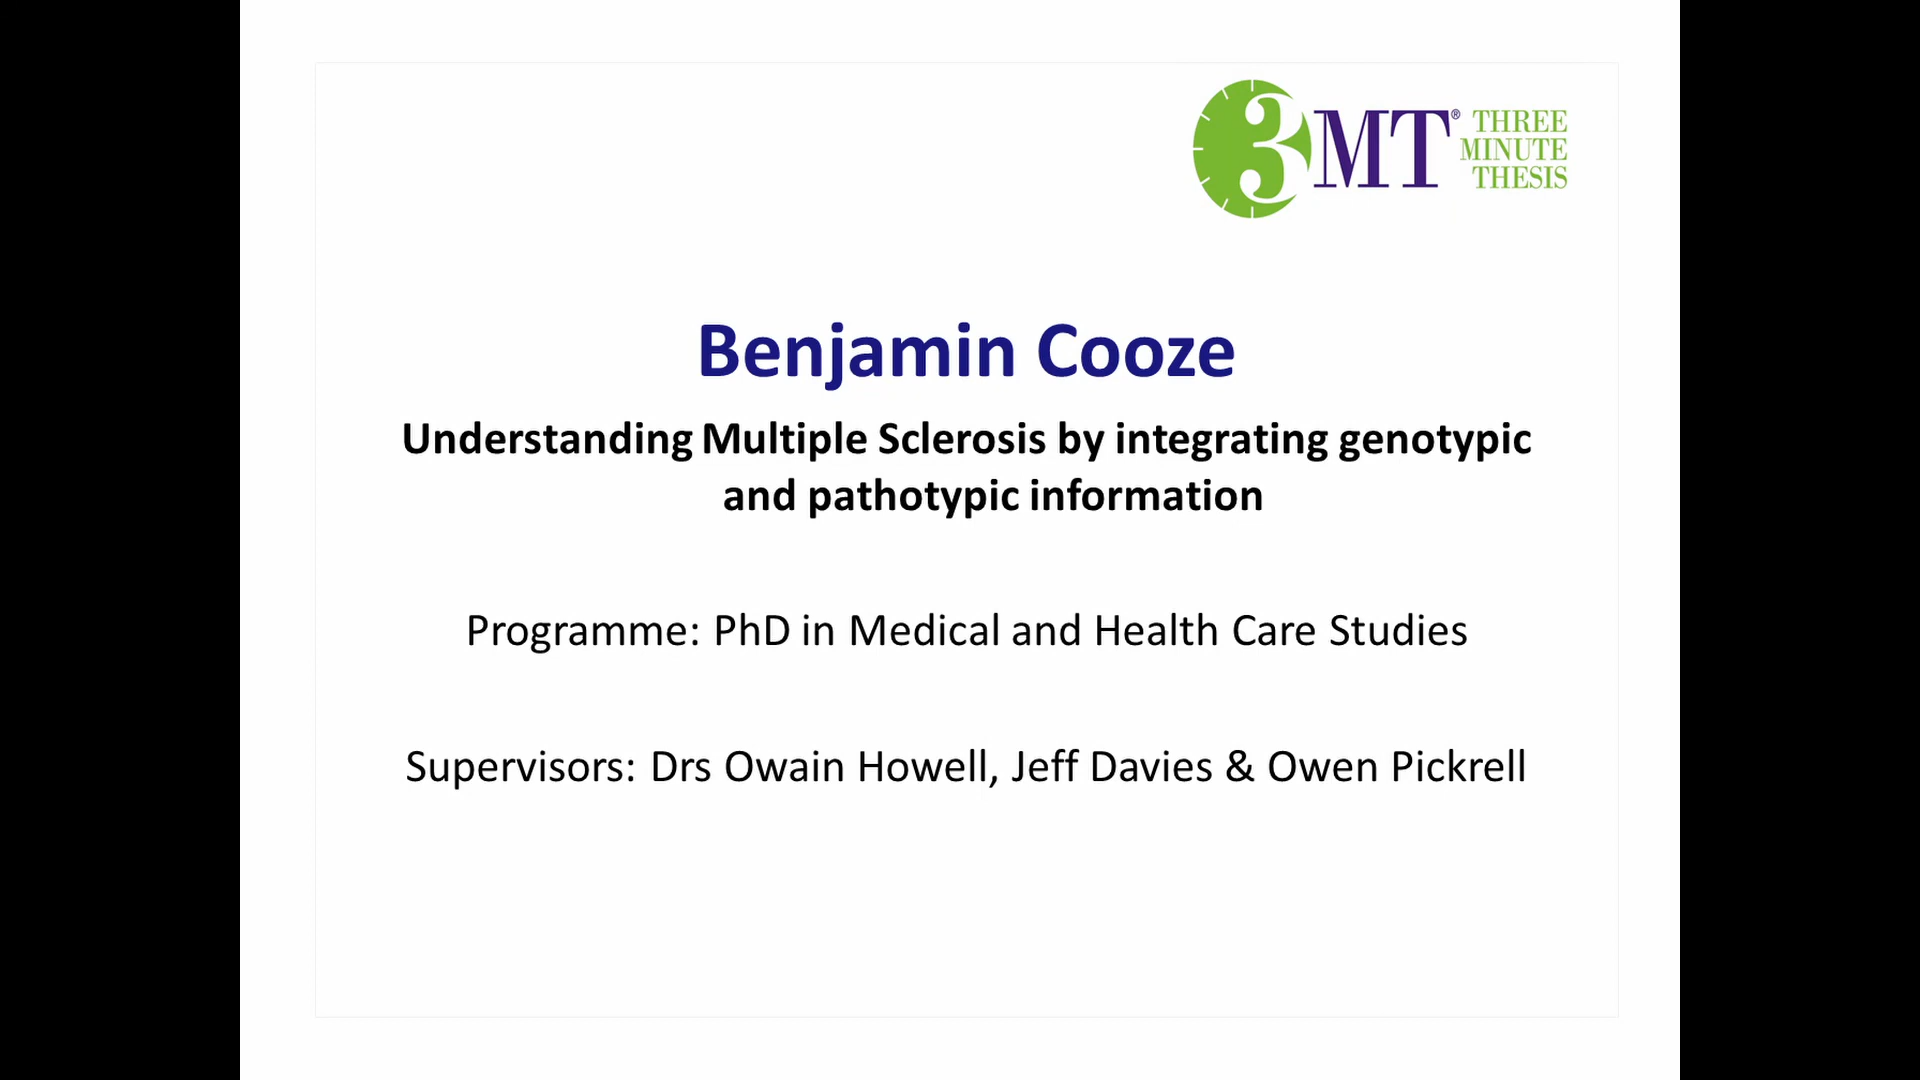 3MT® THREE
MINUTE
THESIS
Benjamin Cooze
Understanding Multiple Sclerosis by integrating genotypic
and pathotypic information
Programme: PhD in Medical and Health Care Studies
Supervisors: Drs Owain Howell, Jeff Davies & Owen Pickrell